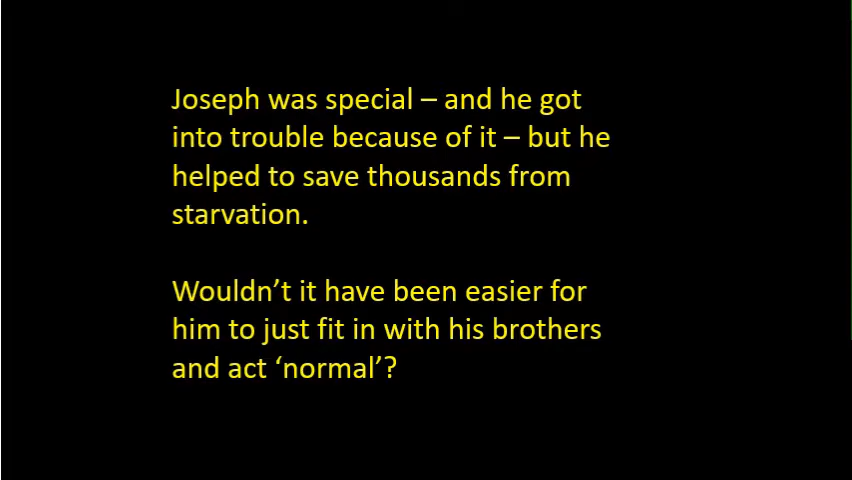 Joseph was special – and he got
into trouble because of it – but he
helped to save thousands from
starvation.
Wouldn’t it have been easier for
him to just fit in with his brothers
and act ‘normal’?